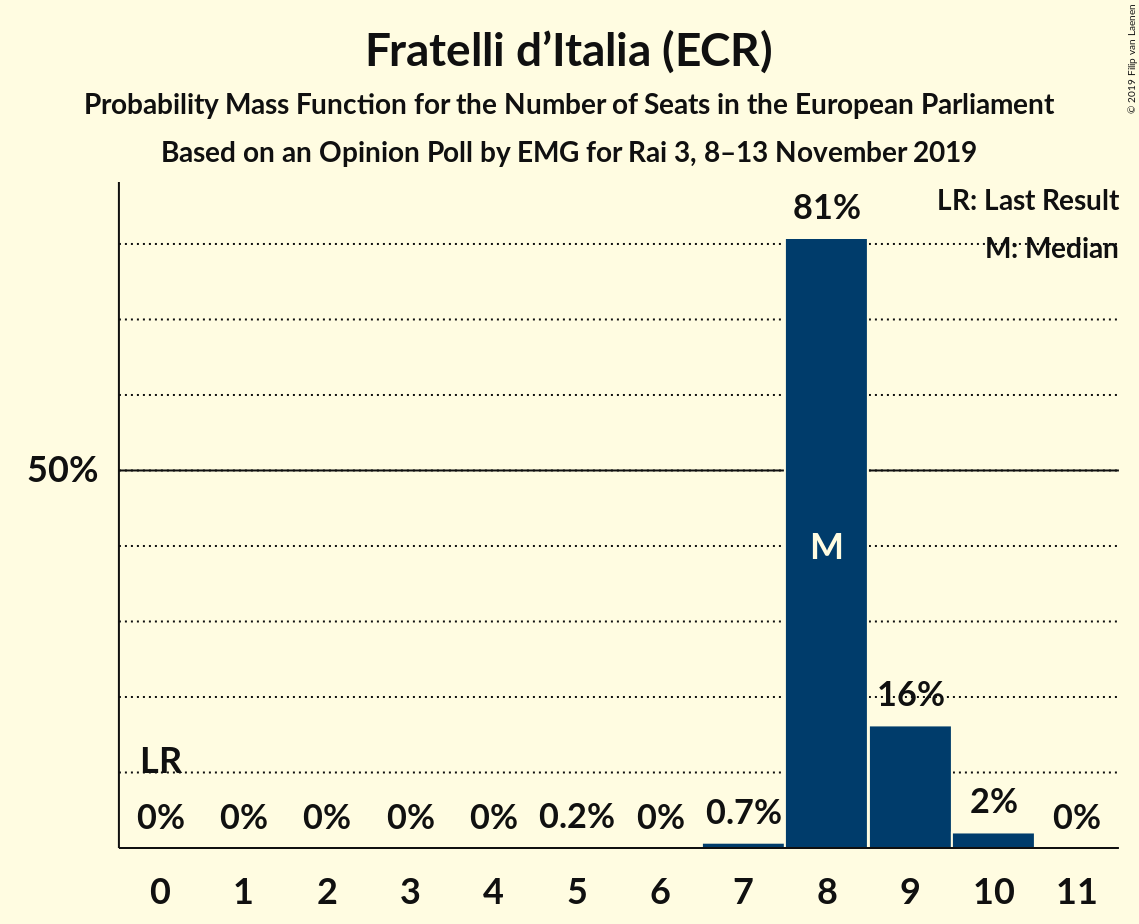 Fratelli d’Italia (ECR)
Probability Mass Function for the Number of Seats in the European Parliament
Based on an Opinion Poll by EMG for Rai 3, 8–13 November 2019
© 2019 Filip van Laenen
LR: Last Result
M: Median
81%
50%
M
16%
LR
0% 0% 0% 0% 0% 0.2% 0% 0.7% 2% 0%
0 1 2 3 4 5 6 7 8 9 10 11